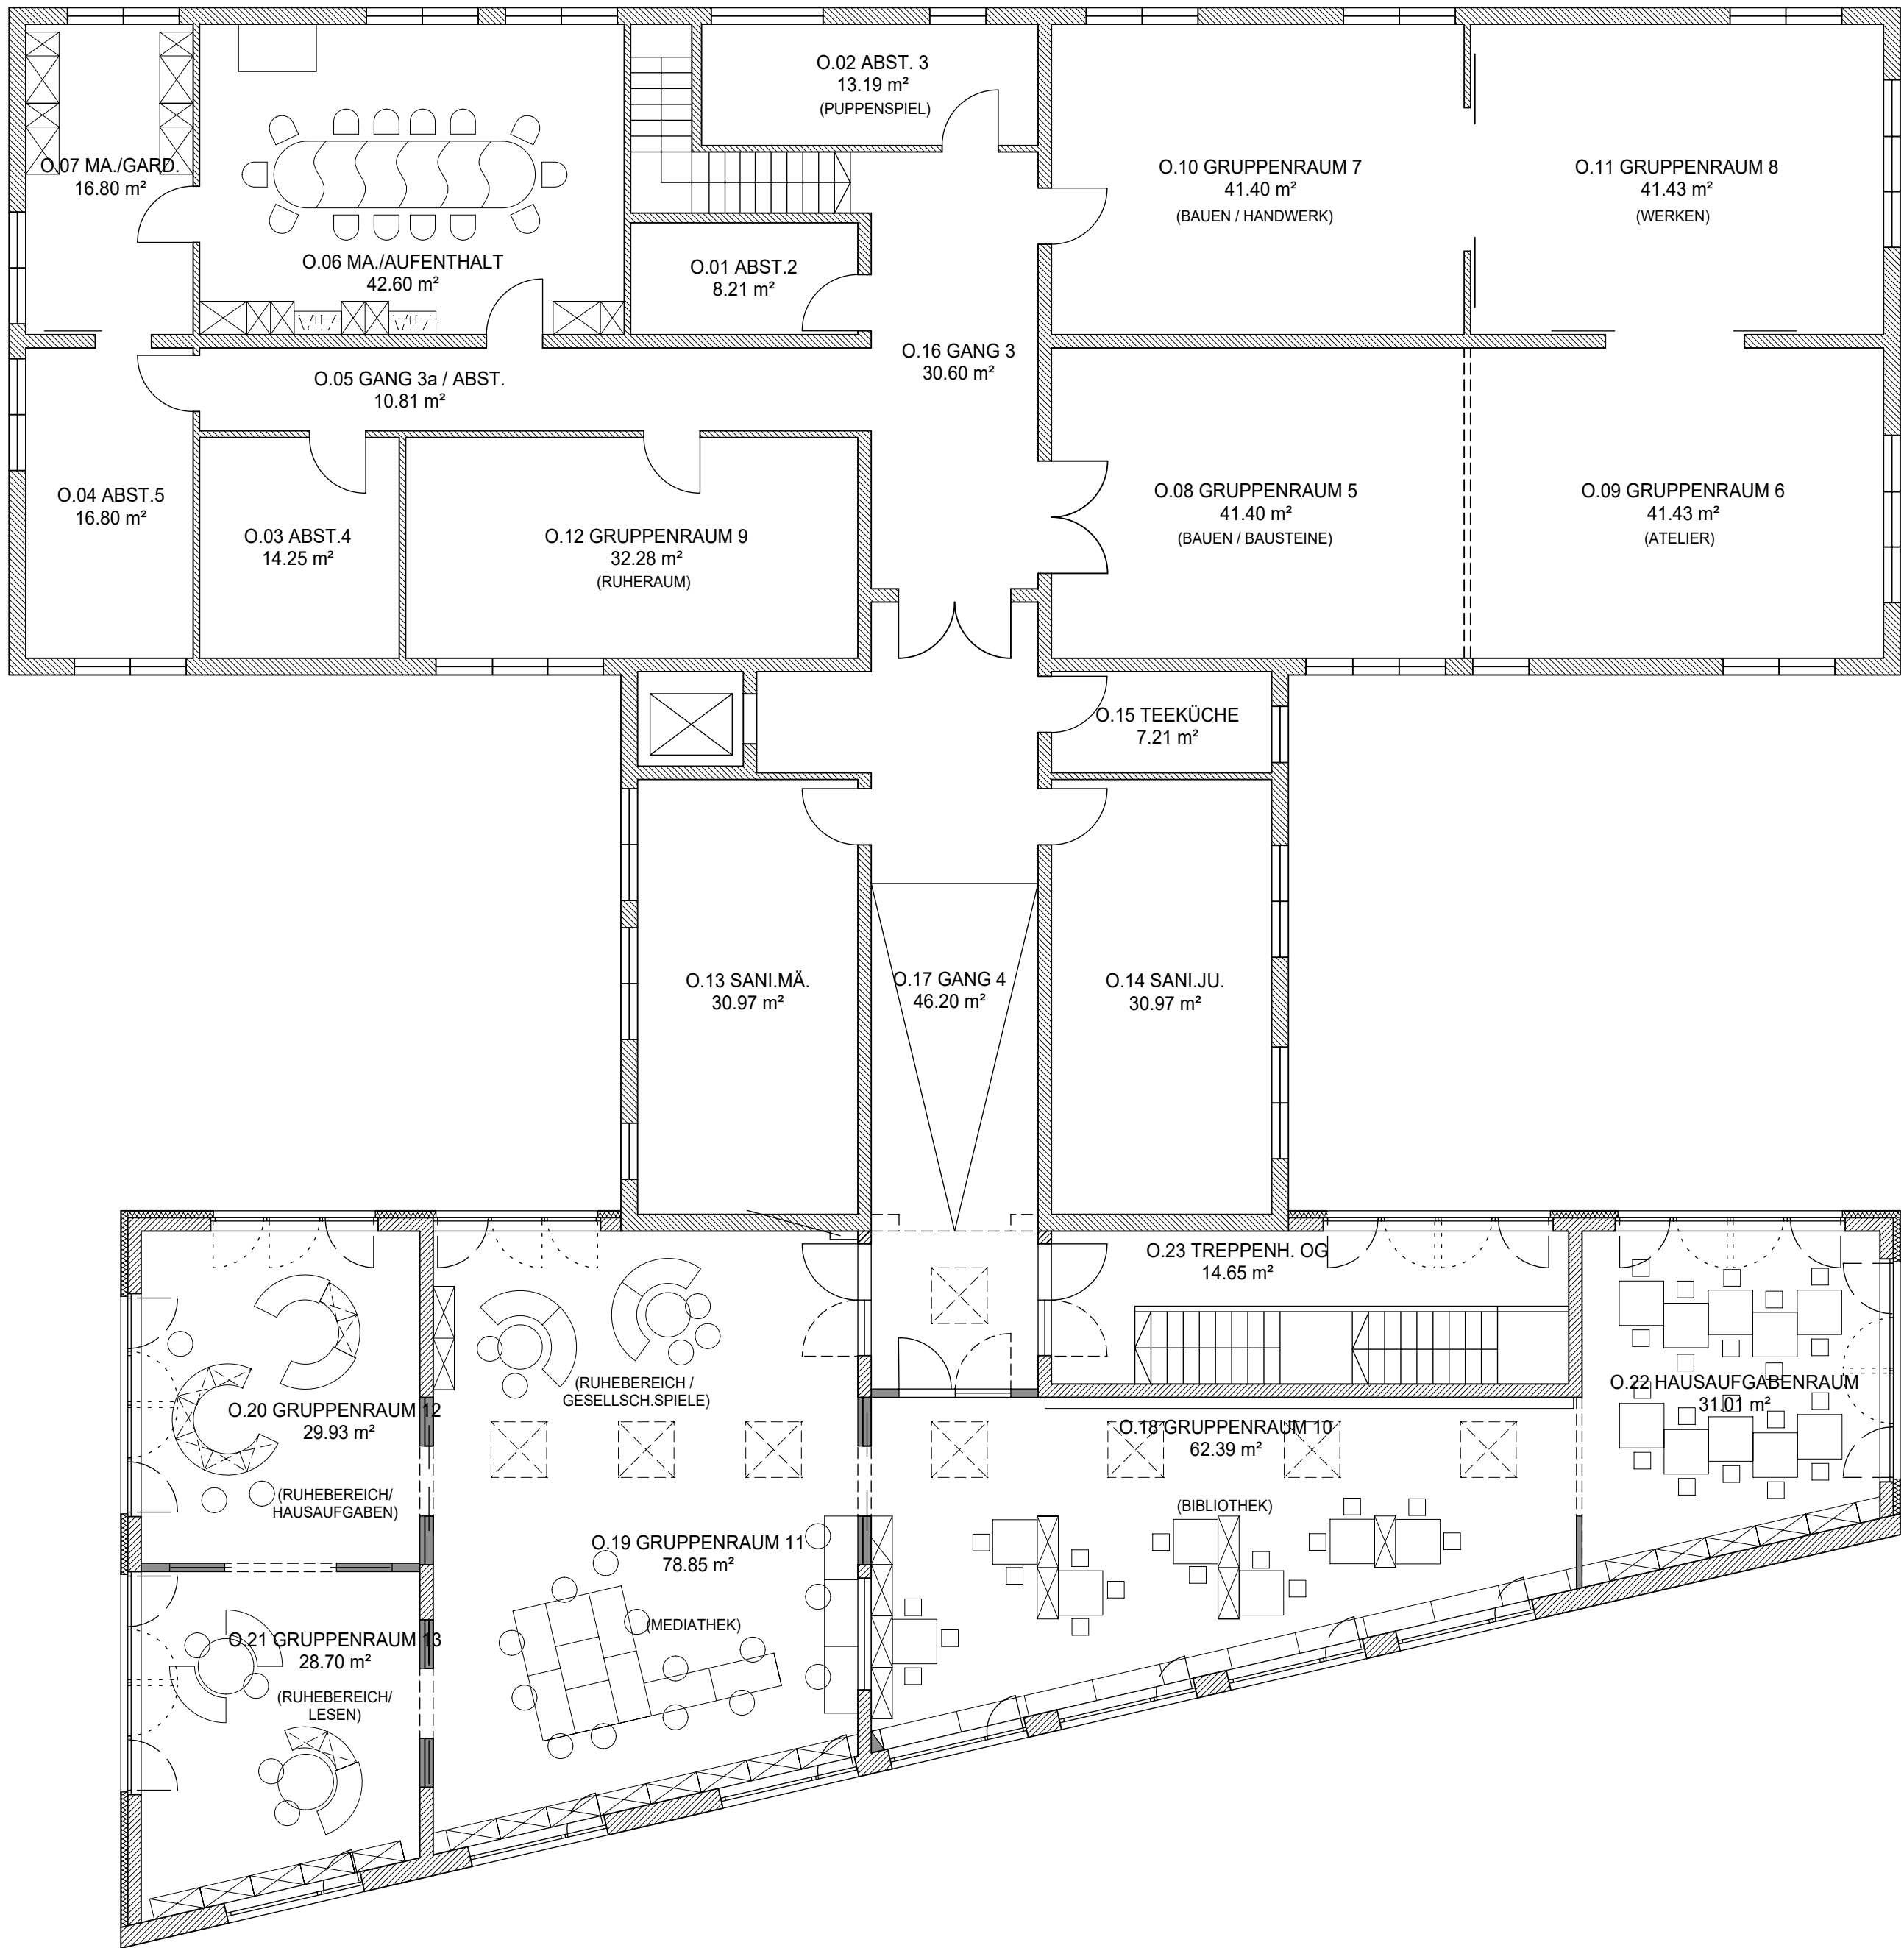 O.02 ABST. 3
13.19 m²
(PUPPENSPIEL)
O.07 MA./GARD.
16.80 m²
O.10 GRUPPENRAUM 7
41.40 m²
(BAUEN / HANDWERK)
O.11 GRUPPENRAUM 8
41.43 m²
(WERKEN)
O.06 MA./AUFENTHALT
42.60 m²
O.01 ABST.2
8.21 m²
O.16 GANG 3
30.60 m²
O.05 GANG 3a / ABST.
10.81 m²
O.04 ABST.5
16.80 m²
O.03 ABST.4
14.25 m²
O.12 GRUPPENRAUM 9
32.28 m²
(RUHERAUM)
O.08 GRUPPENRAUM 5
41.40 m²
(BAUEN / BAUSTEINE)
O.09 GRUPPENRAUM 6
41.43 m²
(ATELIER)
O.15 TEEKÜCHE
7.21 m²
O.13 SANI.MÄ.
30.97 m²
O.17 GANG 4
46.20 m²
O.14 SANI.JU.
30.97 m²
O.23 TREPPENH. OG
14.65 m²
(RUHEBEREICH /
GESELLSCH.SPIELE)
O.22 HAUSAUFGABENRAUM
31.01 m²
O.20 GRUPPENRAUM 12
29.93 m²
(RUHEBEREICH/
HAUSAUFGABEN)
O.18 GRUPPENRAUM 10
62.39 m²
(BIBLIOTHEK)
O.19 GRUPPENRAUM 11
78.85 m²
(MEDIATHEK)
O.21 GRUPPENRAUM 13
28.70 m²
(RUHEBEREICH/
LESEN)